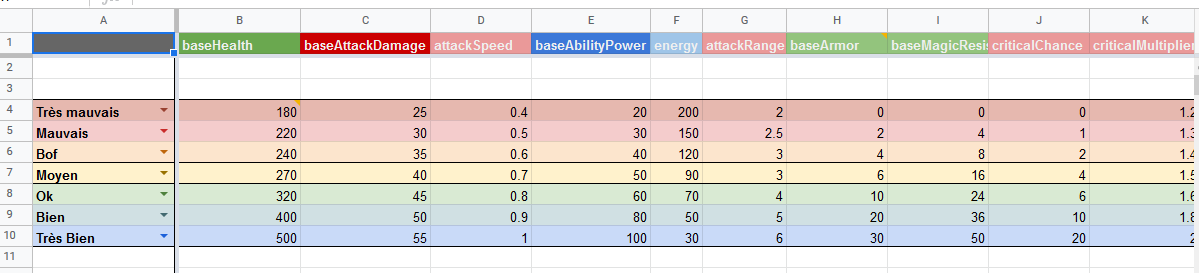 A B C D E F G H I J K
1 baseHealth baseAttackDamage attackSpeed baseAbilityPower energy attackRange baseArmor baseMagicResis criticalChance criticalMultiplier
2
3
4 Très mauvais 180 25 0.4 20 200 2 0 0 0 1.2
5 Mauvais 220 30 0.5 30 150 2.5 2 4 1 1.3
6 Bof 240 35 0.6 40 120 3 4 8 2 1.4
7 Moyen 270 40 0.7 50 90 3 6 16 4 1.5
8 Ok 320 45 0.8 60 70 4 10 24 6 1.6
9 Bien 400 50 0.9 80 50 5 20 36 10 1.8
10 Très Bien 500 55 1 100 30 6 30 50 20 2
11